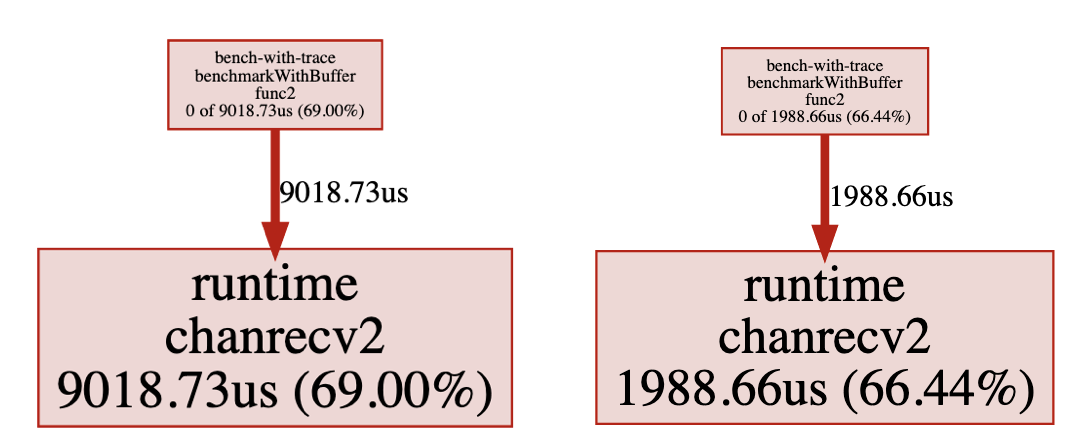 bench-with-trace
benchmarkWithBuffer
func2
0 of 9018.73us (69.00%)
9018.73us
runtime
chanrecv2
9018.73us (69.00%)
bench-with-trace
benchmarkWithBuffer
func2
0 of 1988.66us (66.44%)
1988.66us
runtime
chanrecv2
1988.66us (66.44%)